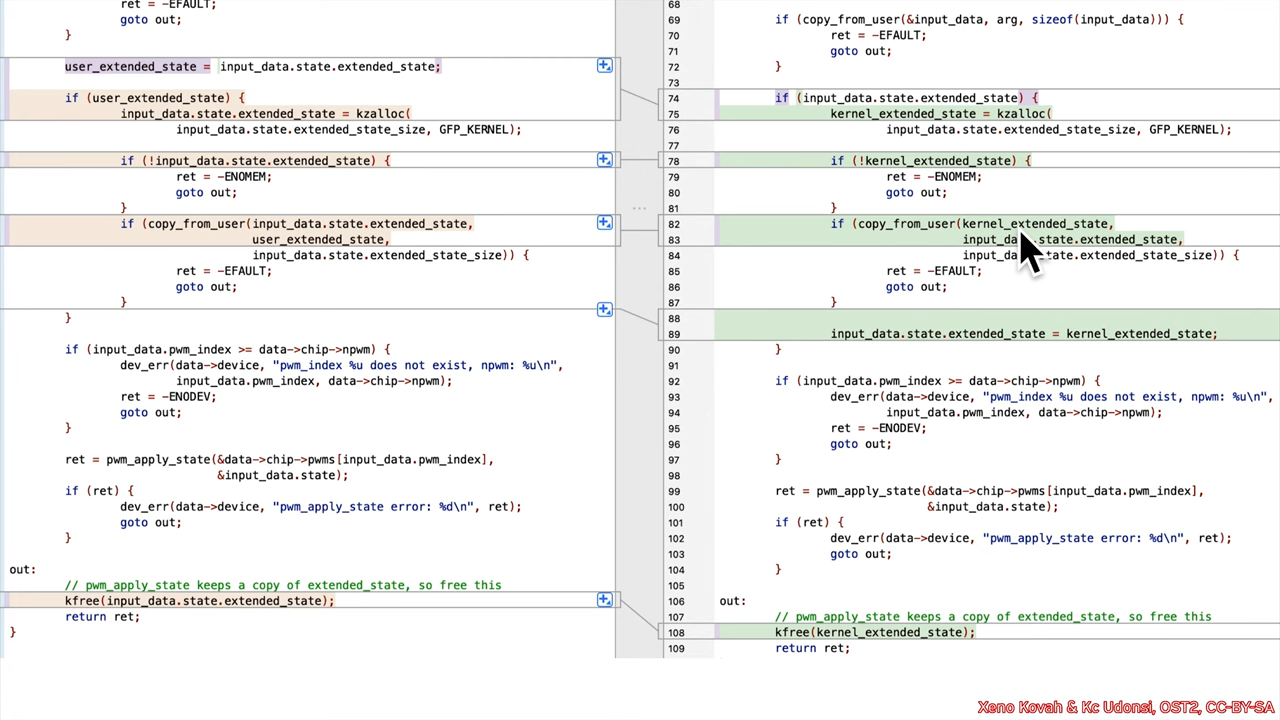 ret = -EFAULT;
goto out;
}
user_extended_state = input_data.state.extended_state;
if (user_extended_state) {
input_data.state.extended_state = kzalloc(
input_data.state.extended_state_size, GFP_KERNEL);
if (!input_data.state.extended_state) {
ret = -ENOMEM;
goto out;
}
if (copy_from_user(input_data.state.extended_state,
user_extended_state,
input_data.state.extended_state_size)) {
ret = -EFAULT;
goto out;
}
}
if (input_data.pwm_index >= data->chip->npwm) {
dev_err(data->device, "pwm_index %u does not exist, npwm: %u\n",
input_data.pwm_index, data->chip->npwm);
ret = -ENODEV;
goto out;
}
ret = pwm_apply_state(&data->chip->pwms[input_data.pwm_index],
&input_data.state);
if (ret) {
dev_err(data->device, "pwm_apply_state error: %d\n", ret);
goto out;
}
out:
// pwm_apply_state keeps a copy of extended_state, so free this
kfree(input_data.state.extended_state);
return ret;
}
68
69 if (copy_from_user(&input_data, arg, sizeof(input_data))) {
70 ret = -EFAULT;
71 goto out;
72 }
73
74 if (input_data.state.extended_state) {
75 kernel_extended_state = kzalloc(
76 input_data.state.extended_state_size, GFP_KERNEL);
77
78 if (!kernel_extended_state) {
79 ret = -ENOMEM;
80 goto out;
81 }
82 if (copy_from_user(kernel_extended_state,
83 .state.extended_state,
84 .state.extended_state_size)) {
85 ret = -EFAULT;
86 goto out;
87 }
88
89 input_data.state.extended_state = kernel_extended_state;
90 }
91
92 if (input_data.pwm_index >= data->chip->npwm) {
93 dev_err(data->device, "pwm_index %u does not exist, npwm: %u\n",
94 input_data.pwm_index, data->chip->npwm);
95 ret = -ENODEV;
96 goto out;
97 }
98
99 ret = pwm_apply_state(&data->chip->pwms[input_data.pwm_index],
100 &input_data.state);
101 if (ret) {
102 dev_err(data->device, "pwm_apply_state error: %d\n", ret);
103 goto out;
104 }
105
106 out:
107 // pwm_apply_state keeps a copy of extended_state, so free this
108 kfree(kernel_extended_state);
109 return ret;
Xeno Kovah & Kc Udonsi, OST2, CC-BY-SA